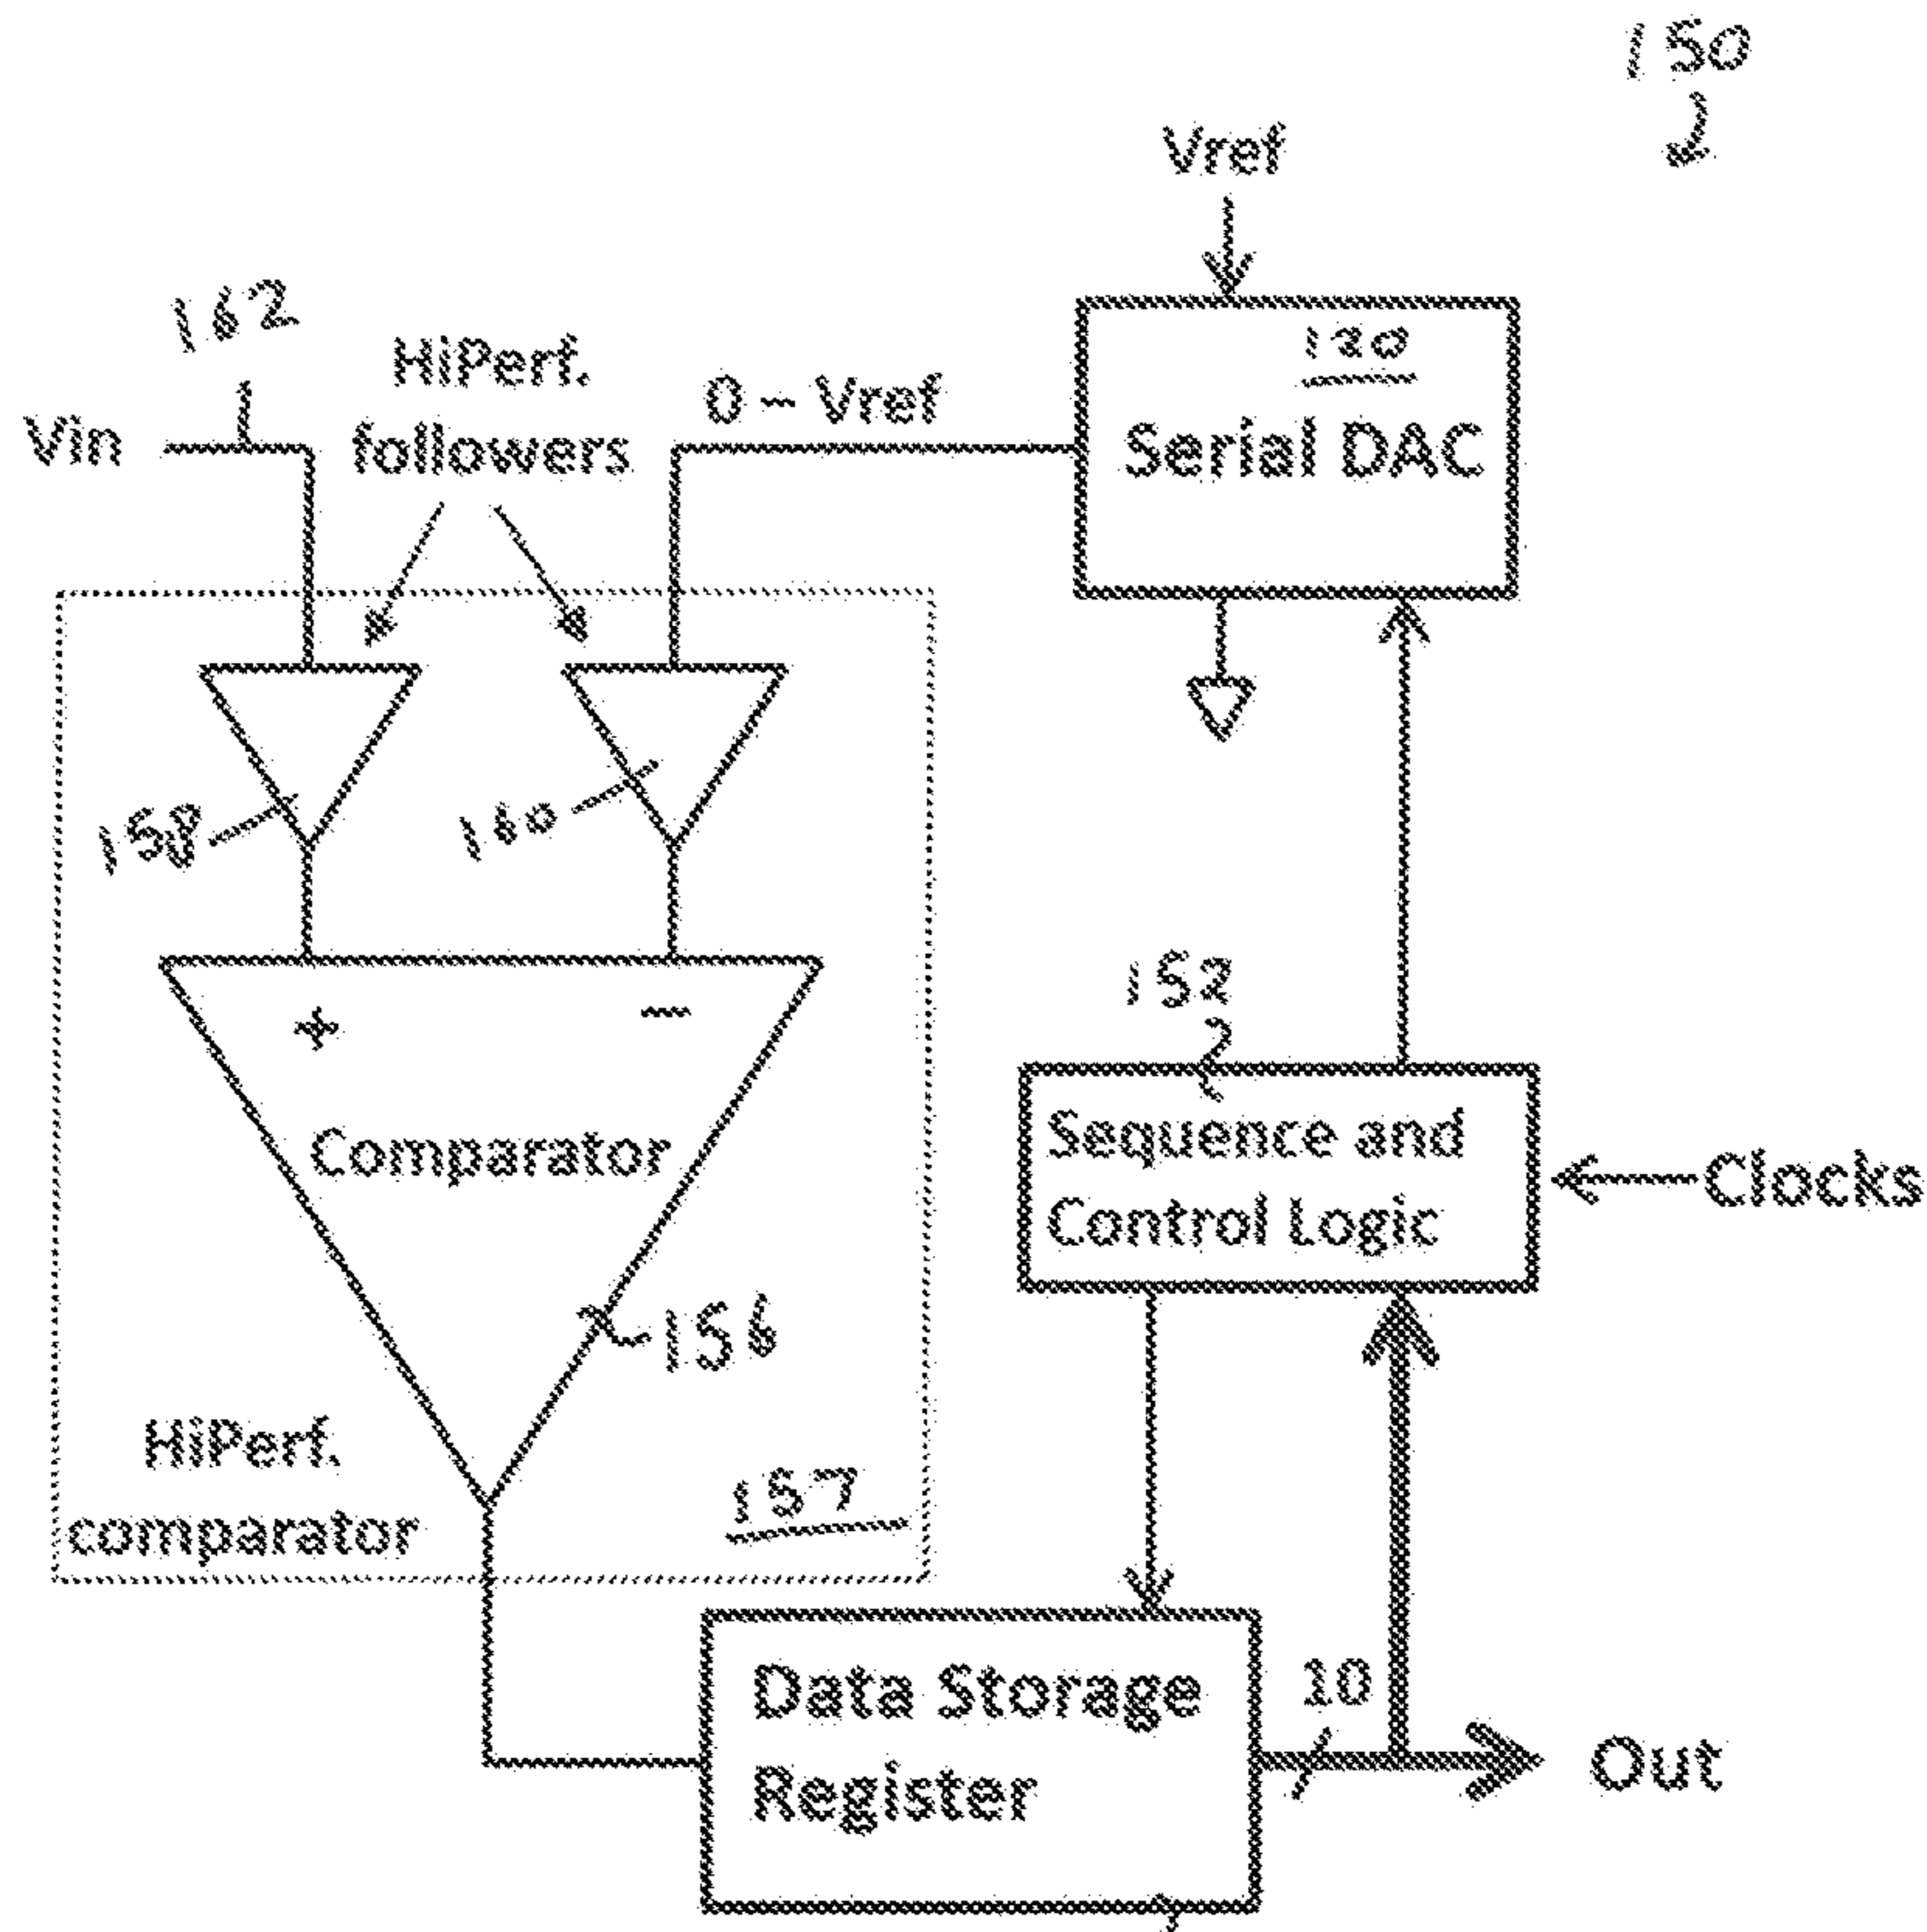 150
Vref
162
HiPerf.
followers
Vin
0 – Vref
120
Serial DAC
158
160
152
+
−
Comparator
Sequence and
Control Logic
Clocks
156
HiPerf.
comparator
157
Data Storage
Register
10
Out